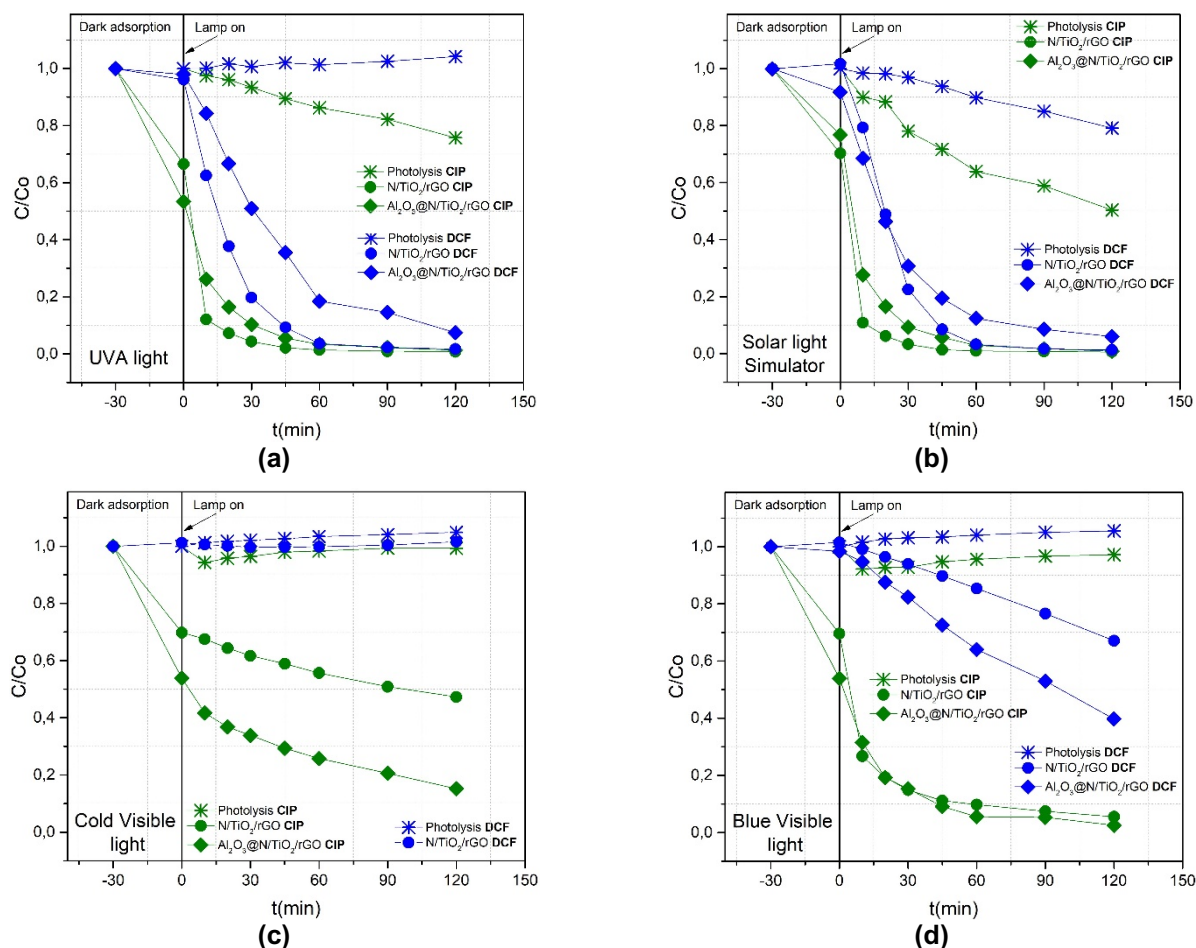 Dark adsorption
Lamp on
1,0
0,8
0,6
0,4
0,2
0,0
C/Co
Photolysis CIP
N/TiO₂/rGO CIP
Al₂O₃@N/TiO₂/rGO CIP
Photolysis DCF
N/TiO₂/rGO DCF
Al₂O₃@N/TiO₂/rGO DCF
UVA light
-30 0 30 60 90 120 150
t(min)
(a)
Dark adsorption
Lamp on
Photolysis CIP
N/TiO₂/rGO CIP
Al₂O₃@N/TiO₂/rGO CIP
1,0
0,8
0,6
0,4
0,2
0,0
C/Co
Photolysis DCF
N/TiO₂/rGO DCF
Al₂O₃@N/TiO₂/rGO DCF
Solar light
Simulator
-30 0 30 60 90 120 150
t(min)
(b)
Dark adsorption
Lamp on
1,0
0,8
0,6
0,4
0,2
0,0
C/Co
Cold Visible
light
Photolysis CIP
N/TiO₂/rGO CIP
Al₂O₃@N/TiO₂/rGO CIP
Photolysis DCF
N/TiO₂/rGO DCF
-30 0 30 60 90 120 150
t(min)
(c)
Dark adsorption
Lamp on
1,0
0,8
0,6
0,4
0,2
0,0
C/Co
Photolysis CIP
N/TiO₂/rGO CIP
Al₂O₃@N/TiO₂/rGO CIP
Photolysis DCF
N/TiO₂/rGO DCF
Al₂O₃@N/TiO₂/rGO DCF
Blue Visible
light
-30 0 30 60 90 120 150
t(min)
(d)